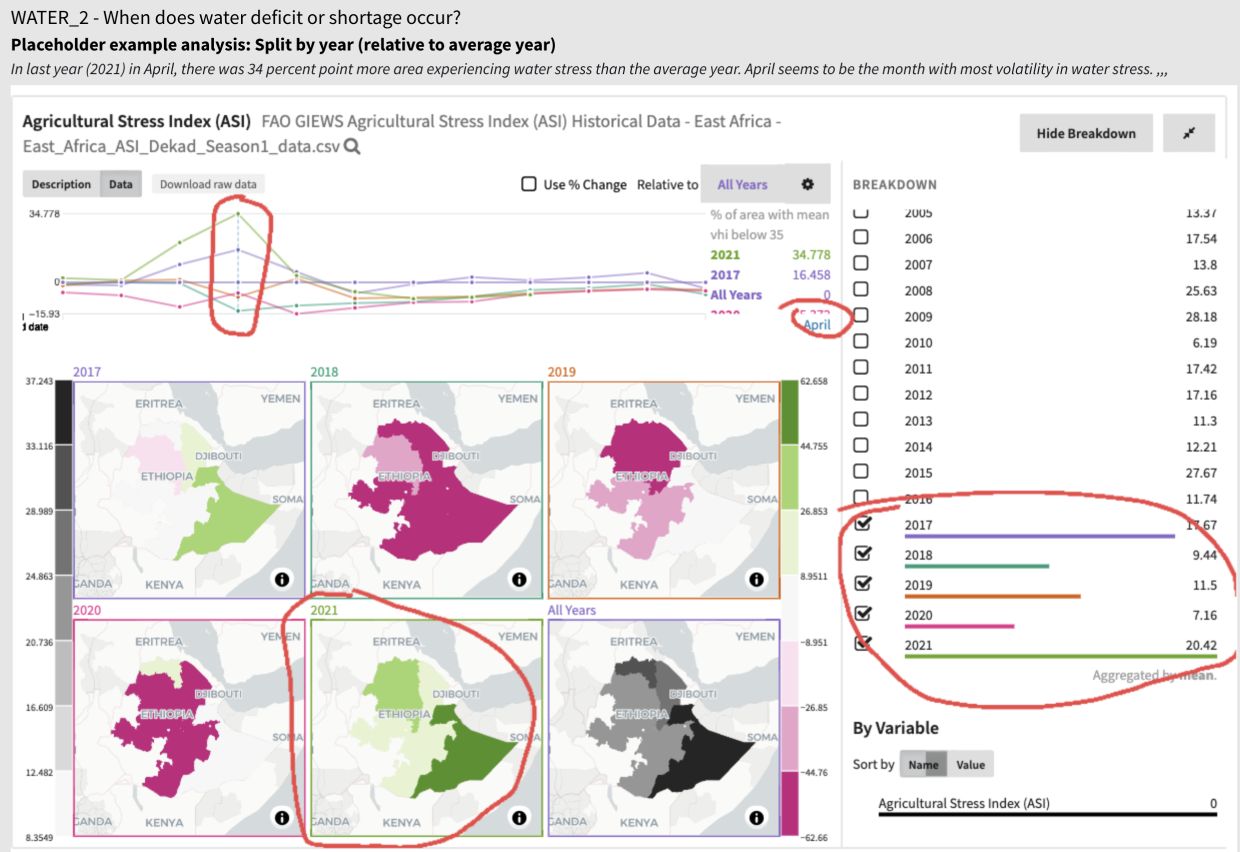 WATER_2 - When does water deficit or shortage occur?
Placeholder example analysis: Split by year (relative to average year)
In last year (2021) in April, there was 34 percent point more area experiencing water stress than the average year. April seems to be the month with most volatility in water stress. ,,,
Agricultural Stress Index (ASI) FAO GIEWS Agricultural Stress Index (ASI) Historical Data - East Africa -
East_Africa_ASI_Dekad_Season1_data.csv
Hide Breakdown
Description Data Download raw data
Use % Change Relative to All Years
34.778
0
−15.93
d date
% of area with mean
vhi below 35
2021 34.778
2017 16.458
All Years 0
April
BREAKDOWN
2005 13.37
2006 17.54
2007 13.8
2008 25.63
2009 28.18
2010 6.19
2011 17.42
2012 17.16
2013 11.3
2014 12.21
2015 27.67
2016 11.74
2017 17.67
2018 9.44
2019 11.5
2020 7.16
2021 20.42
Aggregated by mean.
By Variable
Sort by Name Value
Agricultural Stress Index (ASI) 0
37.243
33.116
28.989
24.863
20.736
16.609
12.482
8.3549
2017
ERITREA
YEMEN
DJIBOUTI
ETHIOPIA
SOMA
GANDA
KENYA
2018
ERITREA
YEMEN
DJIBOUTI
ETHIOPIA
SOMA
GANDA
KENYA
2019
ERITREA
YEMEN
DJIBOUTI
ETHIOPIA
SOMA
GANDA
KENYA
2020
ERITREA
YEMEN
DJIBOUTI
ETHIOPIA
SOMA
GANDA
KENYA
2021
ERITREA
YEMEN
DJIBOUTI
ETHIOPIA
SOMA
GANDA
KENYA
All Years
ERITREA
YEMEN
DJIBOUTI
ETHIOPIA
SOMA
GANDA
KENYA
62.658
44.755
26.853
8.9511
-8.951
-26.85
-44.76
-62.66